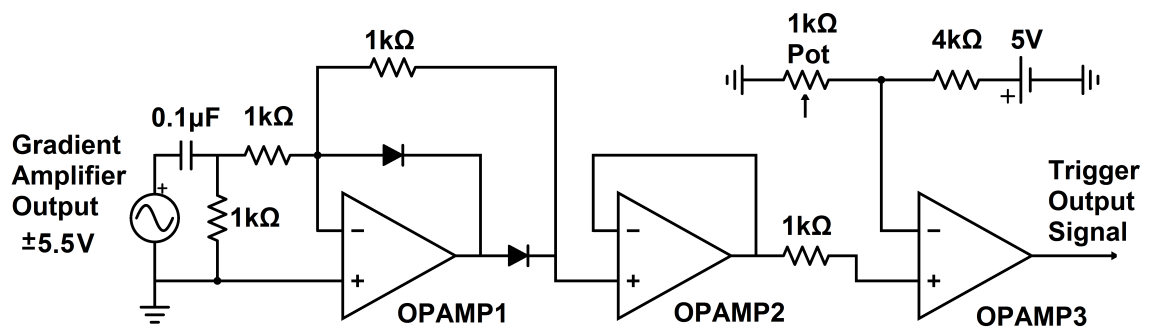 1kΩ
1kΩ
Pot
4kΩ
5V
+
0.1µF
1kΩ
Gradient
Amplifier
Output
±5.5V
+
1kΩ
−
+
OPAMP1
−
+
OPAMP2
1kΩ
−
+
OPAMP3
Trigger
Output
Signal